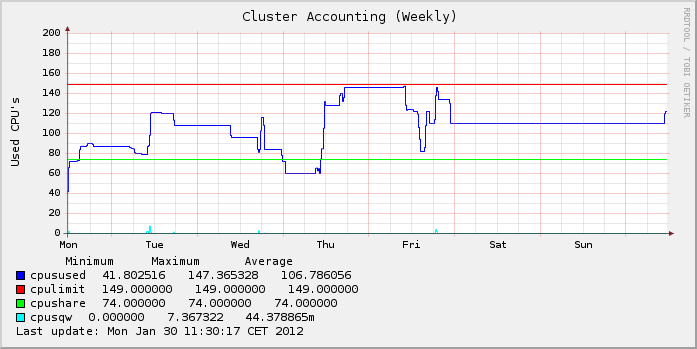 Cluster Accounting (Weekly)
RRDTOOL / TOBI OETIKER
Used CPU's
200
180
160
140
120
100
80
60
40
20
0
Mon Tue Wed Thu Fri Sat Sun
Minimum Maximum Average
cpusused 41.802516 147.365328 106.786056
cpulimit 149.000000 149.000000 149.000000
cpushare 74.000000 74.000000 74.000000
cpusqw 0.000000 7.367322 44.378865m
Last update: Mon Jan 30 11:30:17 CET 2012